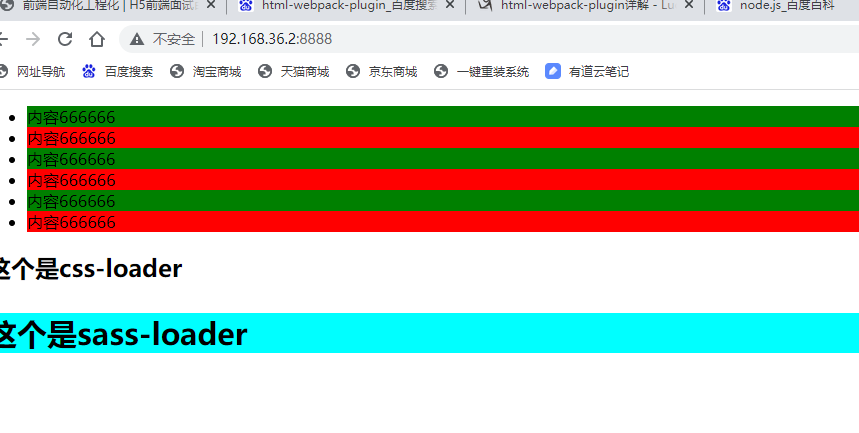 前端自动化工程化 | H5前端面试 html-webpack-plugin_百度搜索 html-webpack-plugin详解 - Lu node.js_百度百科
不安全 192.168.36.2:8888
网址导航 百度搜索 淘宝商城 天猫商城 京东商城 一键重装系统 有道云笔记
内容666666
内容666666
内容666666
内容666666
内容666666
内容666666
这个是css-loader
这个是sass-loader